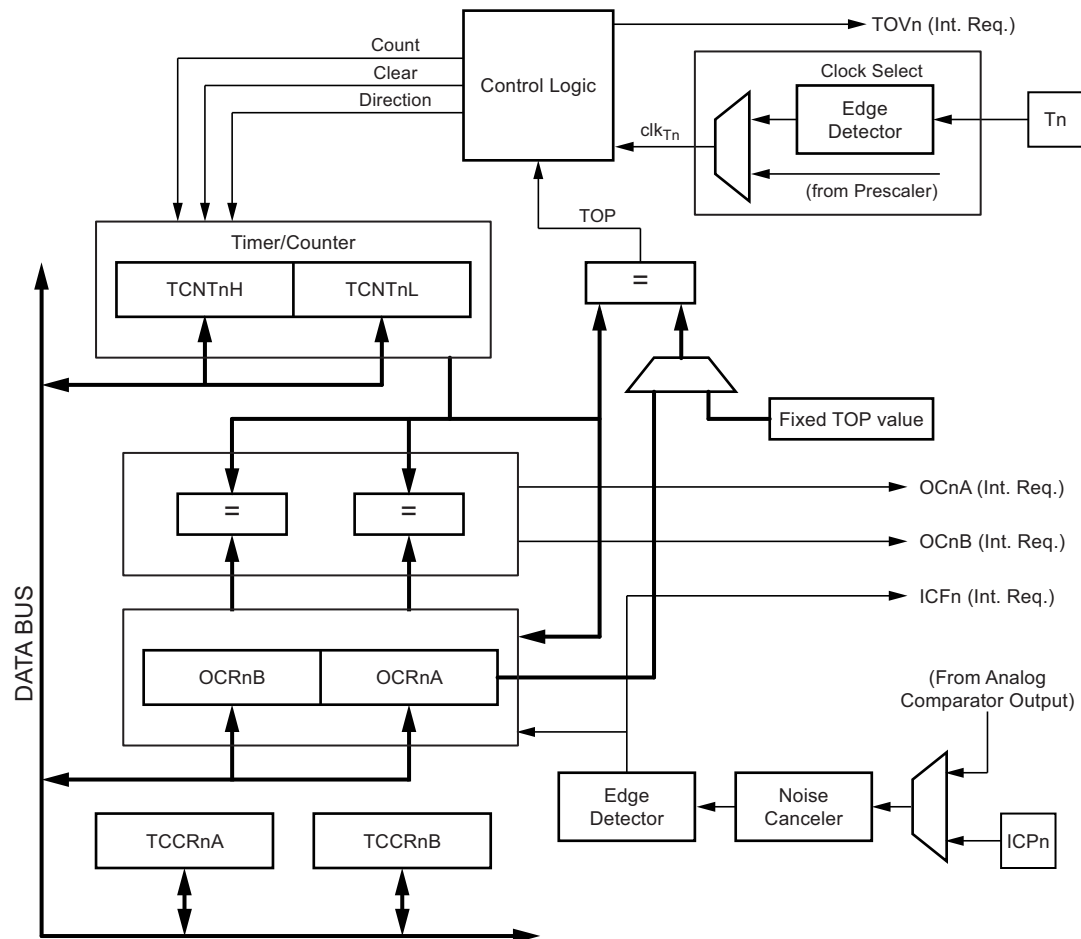 TOVn (Int. Req.)
Count
Clear
Direction
Control Logic
Clock Select
Edge
Detector
Tn
clkTn
(from Prescaler)
TOP
Timer/Counter
TCNTnH
TCNTnL
=
Fixed TOP value
=
=
OCnA (Int. Req.)
OCnB (Int. Req.)
ICFn (Int. Req.)
DATA BUS
OCRnB
OCRnA
(From Analog
Comparator Output)
Edge
Detector
Noise
Canceler
ICPn
TCCRnA
TCCRnB